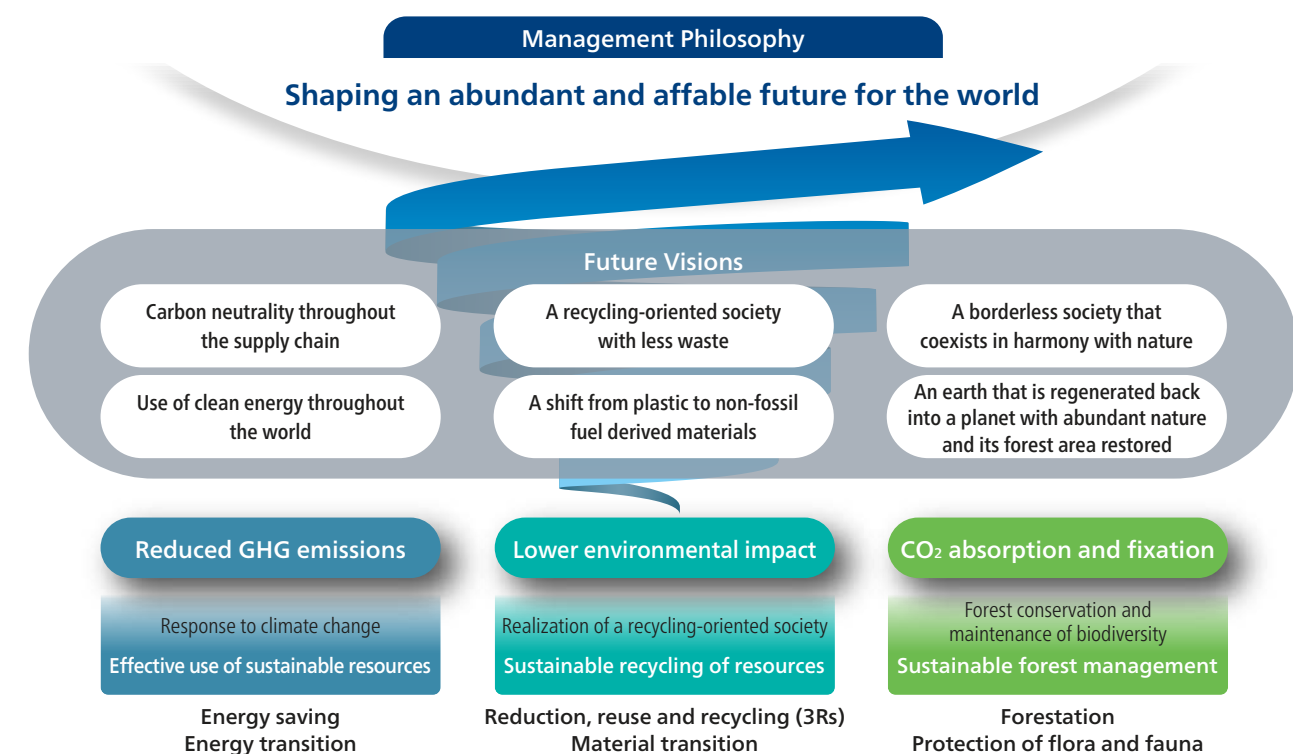 Management Philosophy
Shaping an abundant and affable future for the world
Future Visions
Carbon neutrality throughout
the supply chain
A recycling-oriented society
with less waste
A borderless society that
coexists in harmony with nature
Use of clean energy throughout
the world
A shift from plastic to non-fossil
fuel derived materials
An earth that is regenerated back
into a planet with abundant nature
and its forest area restored
Reduced GHG emissions
Response to climate change
Effective use of sustainable resources
Energy saving
Energy transition
Lower environmental impact
Realization of a recycling-oriented society
Sustainable recycling of resources
Reduction, reuse and recycling (3Rs)
Material transition
CO₂ absorption and fixation
Forest conservation and
maintenance of biodiversity
Sustainable forest management
Forestation
Protection of flora and fauna